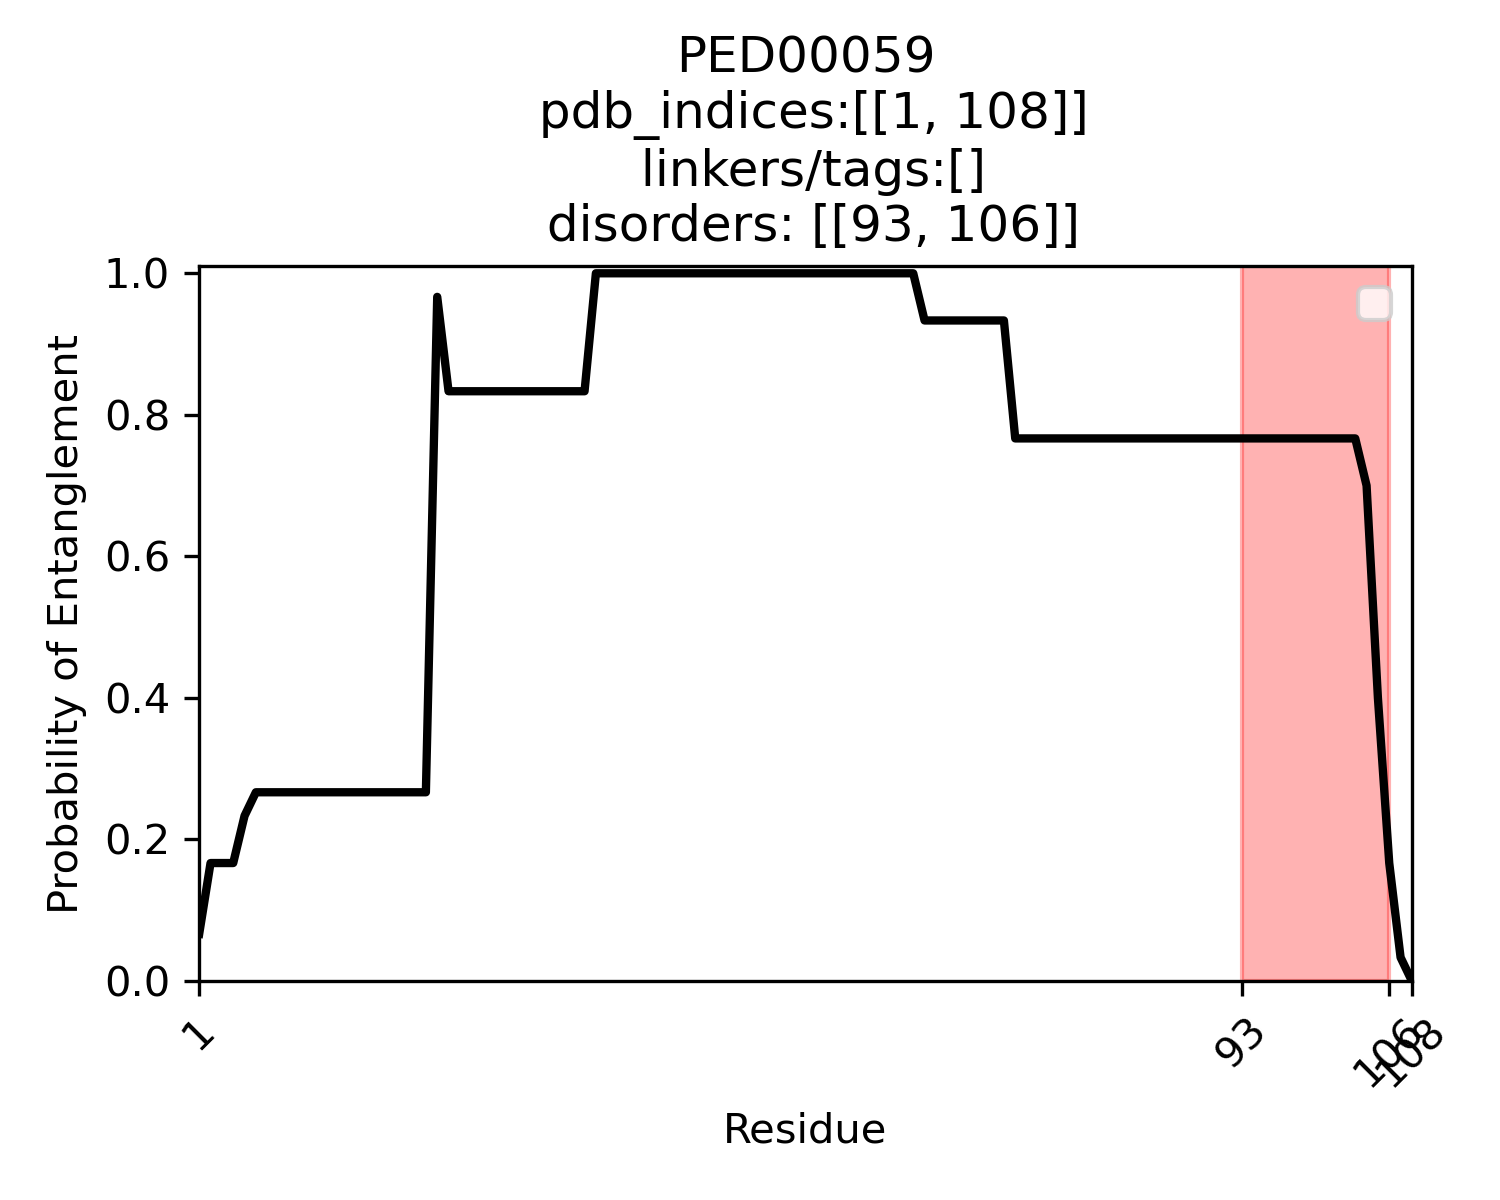 PED00059
pdb_indices:[[1, 108]]
linkers/tags:[]
disorders: [[93, 106]]
1.0
0.8
0.6
0.4
0.2
0.0
Probability of Entanglement
1
93
106
108
Residue